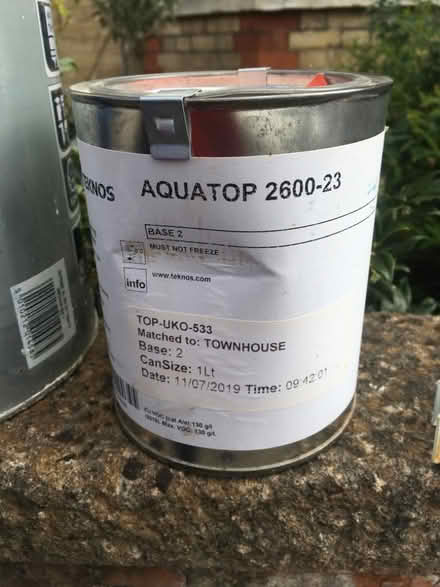 TEKNOS
AQUATOP 2600-23
BASE 2
MUST NOT FREEZE
info
www.teknos.com
TOP-UKO-533
Matched to: TOWNHOUSE
Base: 2
CanSize: 1Lt
Date: 11/07/2019 Time: 09:42:01